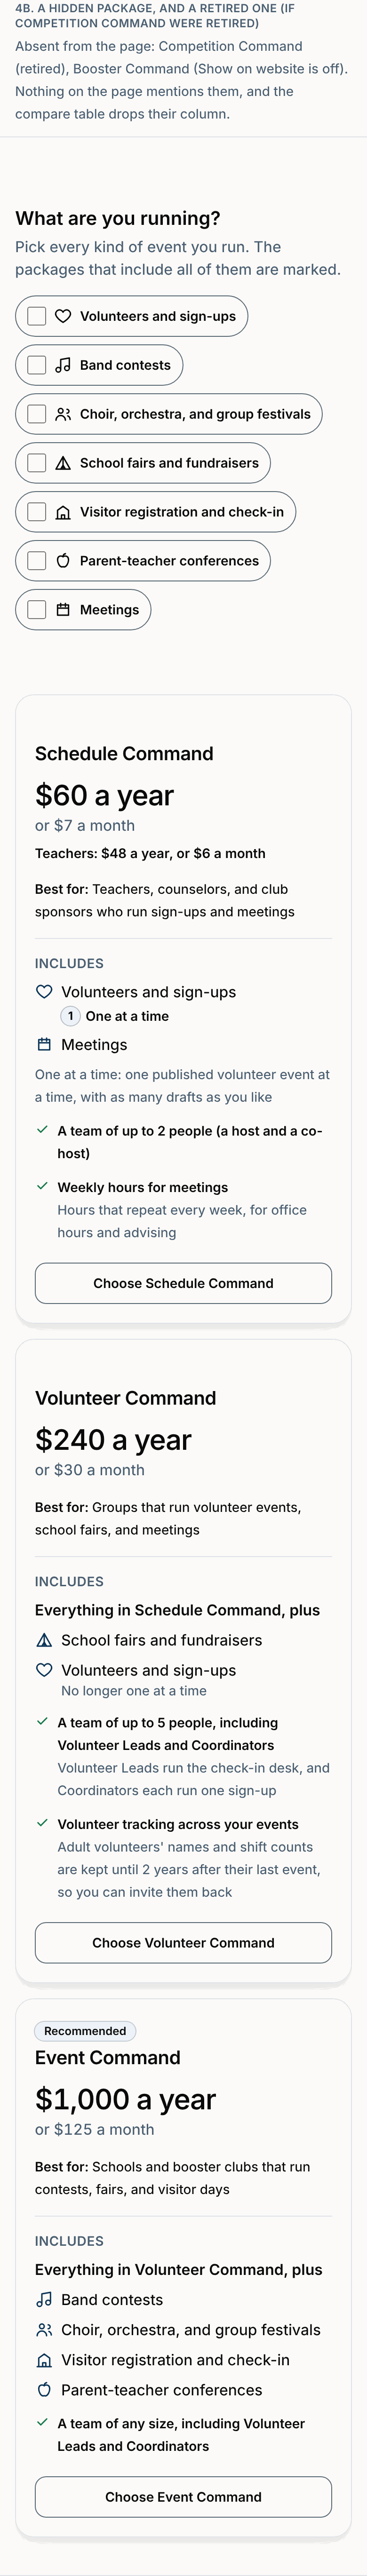 4B. A HIDDEN PACKAGE, AND A RETIRED ONE (IF
COMPETITION COMMAND WERE RETIRED)
Absent from the page: Competition Command
(retired), Booster Command (Show on website is off).
Nothing on the page mentions them, and the
compare table drops their column.
What are you running?
Pick every kind of event you run. The
packages that include all of them are marked.
Volunteers and sign-ups
Band contests
Choir, orchestra, and group festivals
School fairs and fundraisers
Visitor registration and check-in
Parent-teacher conferences
Meetings
Schedule Command
$60 a year
or $7 a month
Teachers: $48 a year, or $6 a month
Best for: Teachers, counselors, and club
sponsors who run sign-ups and meetings
INCLUDES
Volunteers and sign-ups
1 One at a time
Meetings
One at a time: one published volunteer event at
a time, with as many drafts as you like
A team of up to 2 people (a host and a co-
host)
Weekly hours for meetings
Hours that repeat every week, for office
hours and advising
Choose Schedule Command
Volunteer Command
$240 a year
or $30 a month
Best for: Groups that run volunteer events,
school fairs, and meetings
INCLUDES
Everything in Schedule Command, plus
School fairs and fundraisers
Volunteers and sign-ups
No longer one at a time
A team of up to 5 people, including
Volunteer Leads and Coordinators
Volunteer Leads run the check-in desk, and
Coordinators each run one sign-up
Volunteer tracking across your events
Adult volunteers' names and shift counts
are kept until 2 years after their last event,
so you can invite them back
Choose Volunteer Command
Recommended
Event Command
$1,000 a year
or $125 a month
Best for: Schools and booster clubs that run
contests, fairs, and visitor days
INCLUDES
Everything in Volunteer Command, plus
Band contests
Choir, orchestra, and group festivals
Visitor registration and check-in
Parent-teacher conferences
A team of any size, including Volunteer
Leads and Coordinators
Choose Event Command